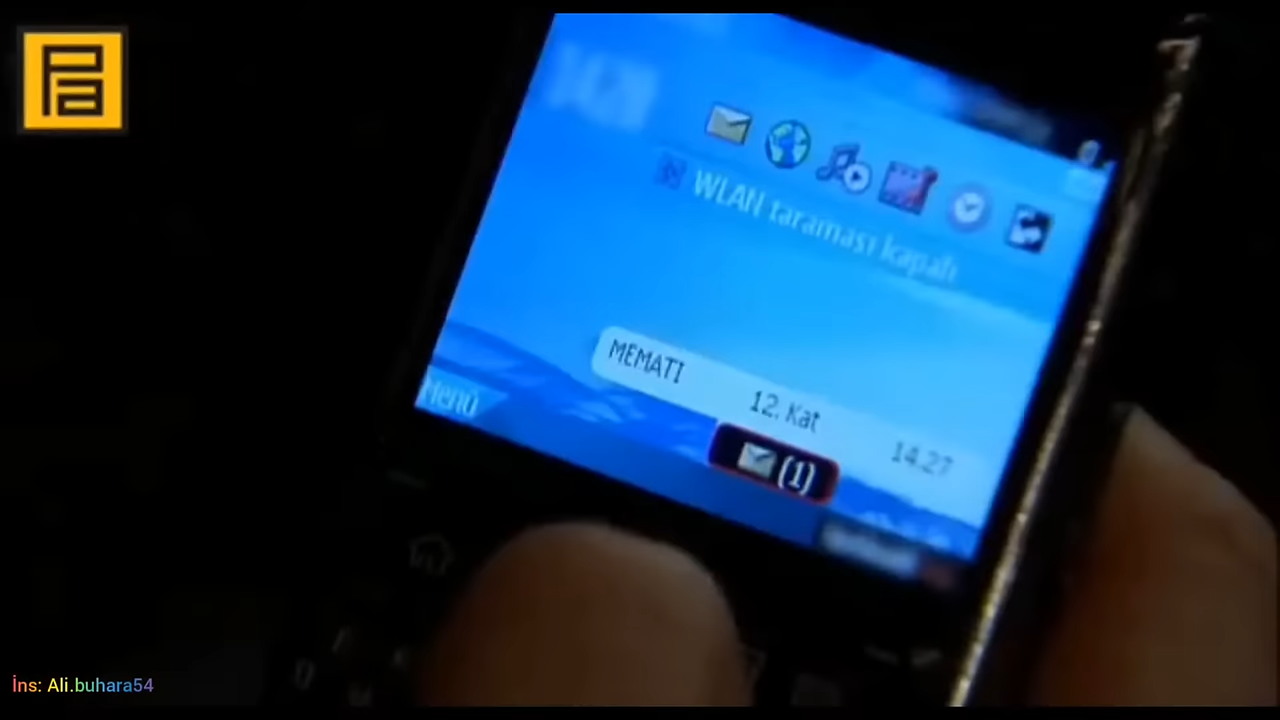 WLAN taraması kapalı
MEMATI
12. Kat
14.27
(1)
Menü
İns: Ali.buhara54